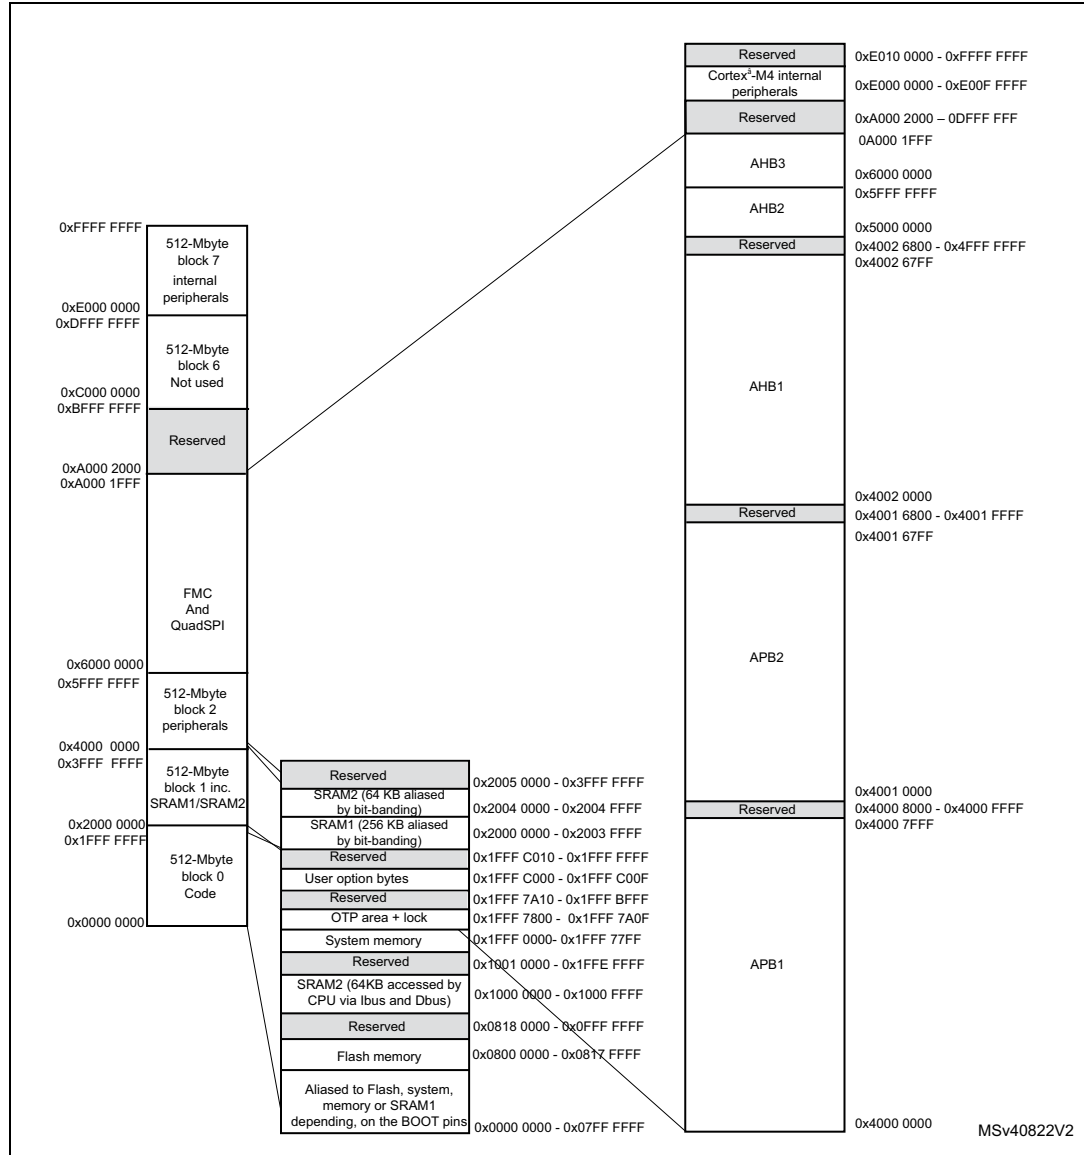 0xFFFF FFFF
512-Mbyte
block 7
internal
peripherals
0xE000 0000
0xDFFF FFFF
512-Mbyte
block 6
Not used
0xC000 0000
0xBFFF FFFF
Reserved
0xA000 2000
0xA000 1FFF
FMC
And
QuadSPI
0x6000 0000
0x5FFF FFFF
512-Mbyte
block 2
peripherals
0x4000 0000
0x3FFF FFFF
512-Mbyte
block 1 inc.
SRAM1/SRAM2
0x2000 0000
0x1FFF FFFF
512-Mbyte
block 0
Code
0x0000 0000
Reserved
0x2005 0000 - 0x3FFF FFFF
SRAM2 (64 KB aliased
by bit-banding)
0x2004 0000 - 0x2004 FFFF
SRAM1 (256 KB aliased
by bit-banding)
0x2000 0000 - 0x2003 FFFF
Reserved
0x1FFF C010 - 0x1FFF FFFF
User option bytes
0x1FFF C000 - 0x1FFF C00F
Reserved
0x1FFF 7A10 - 0x1FFF BFFF
OTP area + lock
0x1FFF 7800 - 0x1FFF 7A0F
System memory
0x1FFF 0000- 0x1FFF 77FF
Reserved
0x1001 0000 - 0x1FFE FFFF
SRAM2 (64KB accessed by
CPU via Ibus and Dbus)
0x1000 0000 - 0x1000 FFFF
Reserved
0x0818 0000 - 0x0FFF FFFF
Flash memory
0x0800 0000 - 0x0817 FFFF
Aliased to Flash, system,
memory or SRAM1
depending, on the BOOT pins
0x0000 0000 - 0x07FF FFFF
Reserved
0xE010 0000 - 0xFFFF FFFF
Cortexâ-M4 internal
peripherals
0xE000 0000 - 0xE00F FFFF
Reserved
0xA000 2000 – 0DFFF FFF
0A000 1FFF
AHB3
0x6000 0000
0x5FFF FFFF
AHB2
0x5000 0000
Reserved
0x4002 6800 - 0x4FFF FFFF
0x4002 67FF
AHB1
0x4002 0000
Reserved
0x4001 6800 - 0x4001 FFFF
0x4001 67FF
APB2
0x4001 0000
Reserved
0x4000 8000 - 0x4000 FFFF
0x4000 7FFF
APB1
0x4000 0000
MSv40822V2